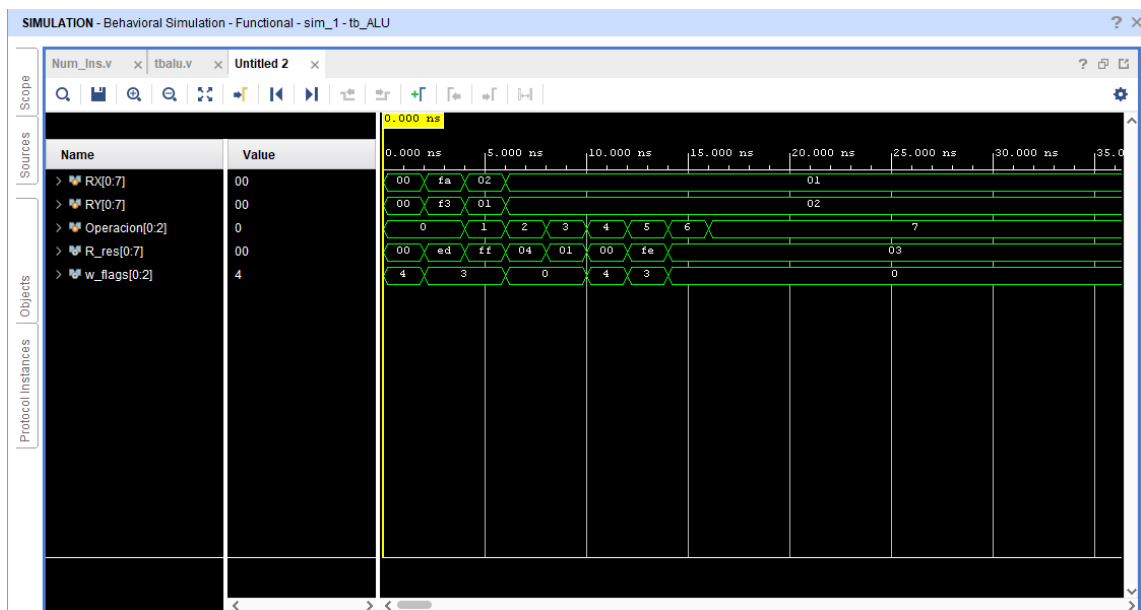 SIMULATION - Behavioral Simulation - Functional - sim_1 - tb_ALU
Num_Ins.v
tbalu.v
Untitled 2
Scope
Sources
Objects
Protocol Instances
0.000 ns
Name Value
0.000 ns 5.000 ns 10.000 ns 15.000 ns 20.000 ns 25.000 ns 30.000 ns 35.0
RX[0:7] 00 00 fa 02 01
RY[0:7] 00 00 f3 01 02
Operacion[0:2] 0 0 1 2 3 4 5 6 7
R_res[0:7] 00 00 ed ff 04 01 00 fe 03
w_flags[0:2] 4 4 3 0 4 3 0